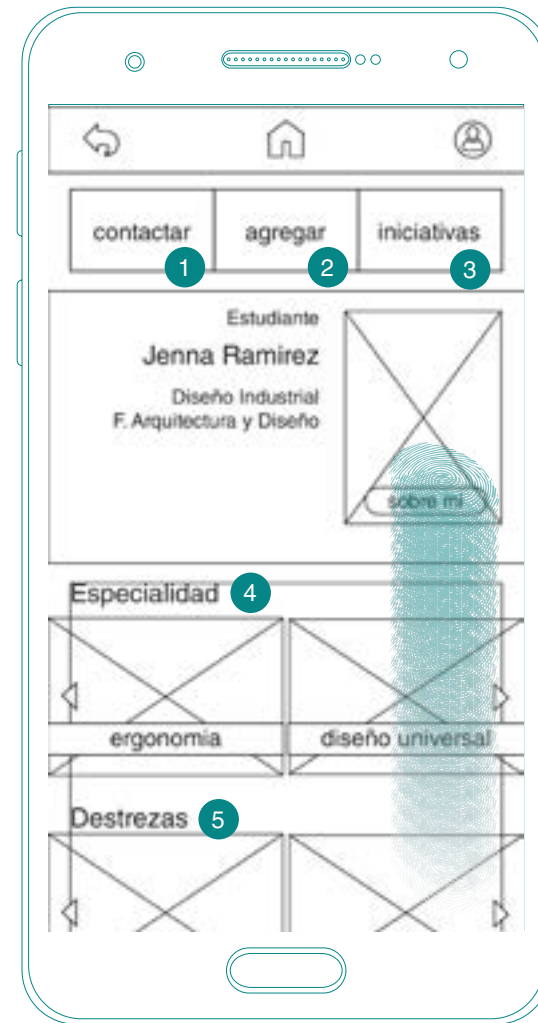 contactar agregar iniciativas
1 2 3
Estudiante
Jenna Ramirez
Diseño Industrial
F. Arquitectura y Diseño
sobre mi
Especialidad 4
ergonomia diseño universal
Destrezas 5